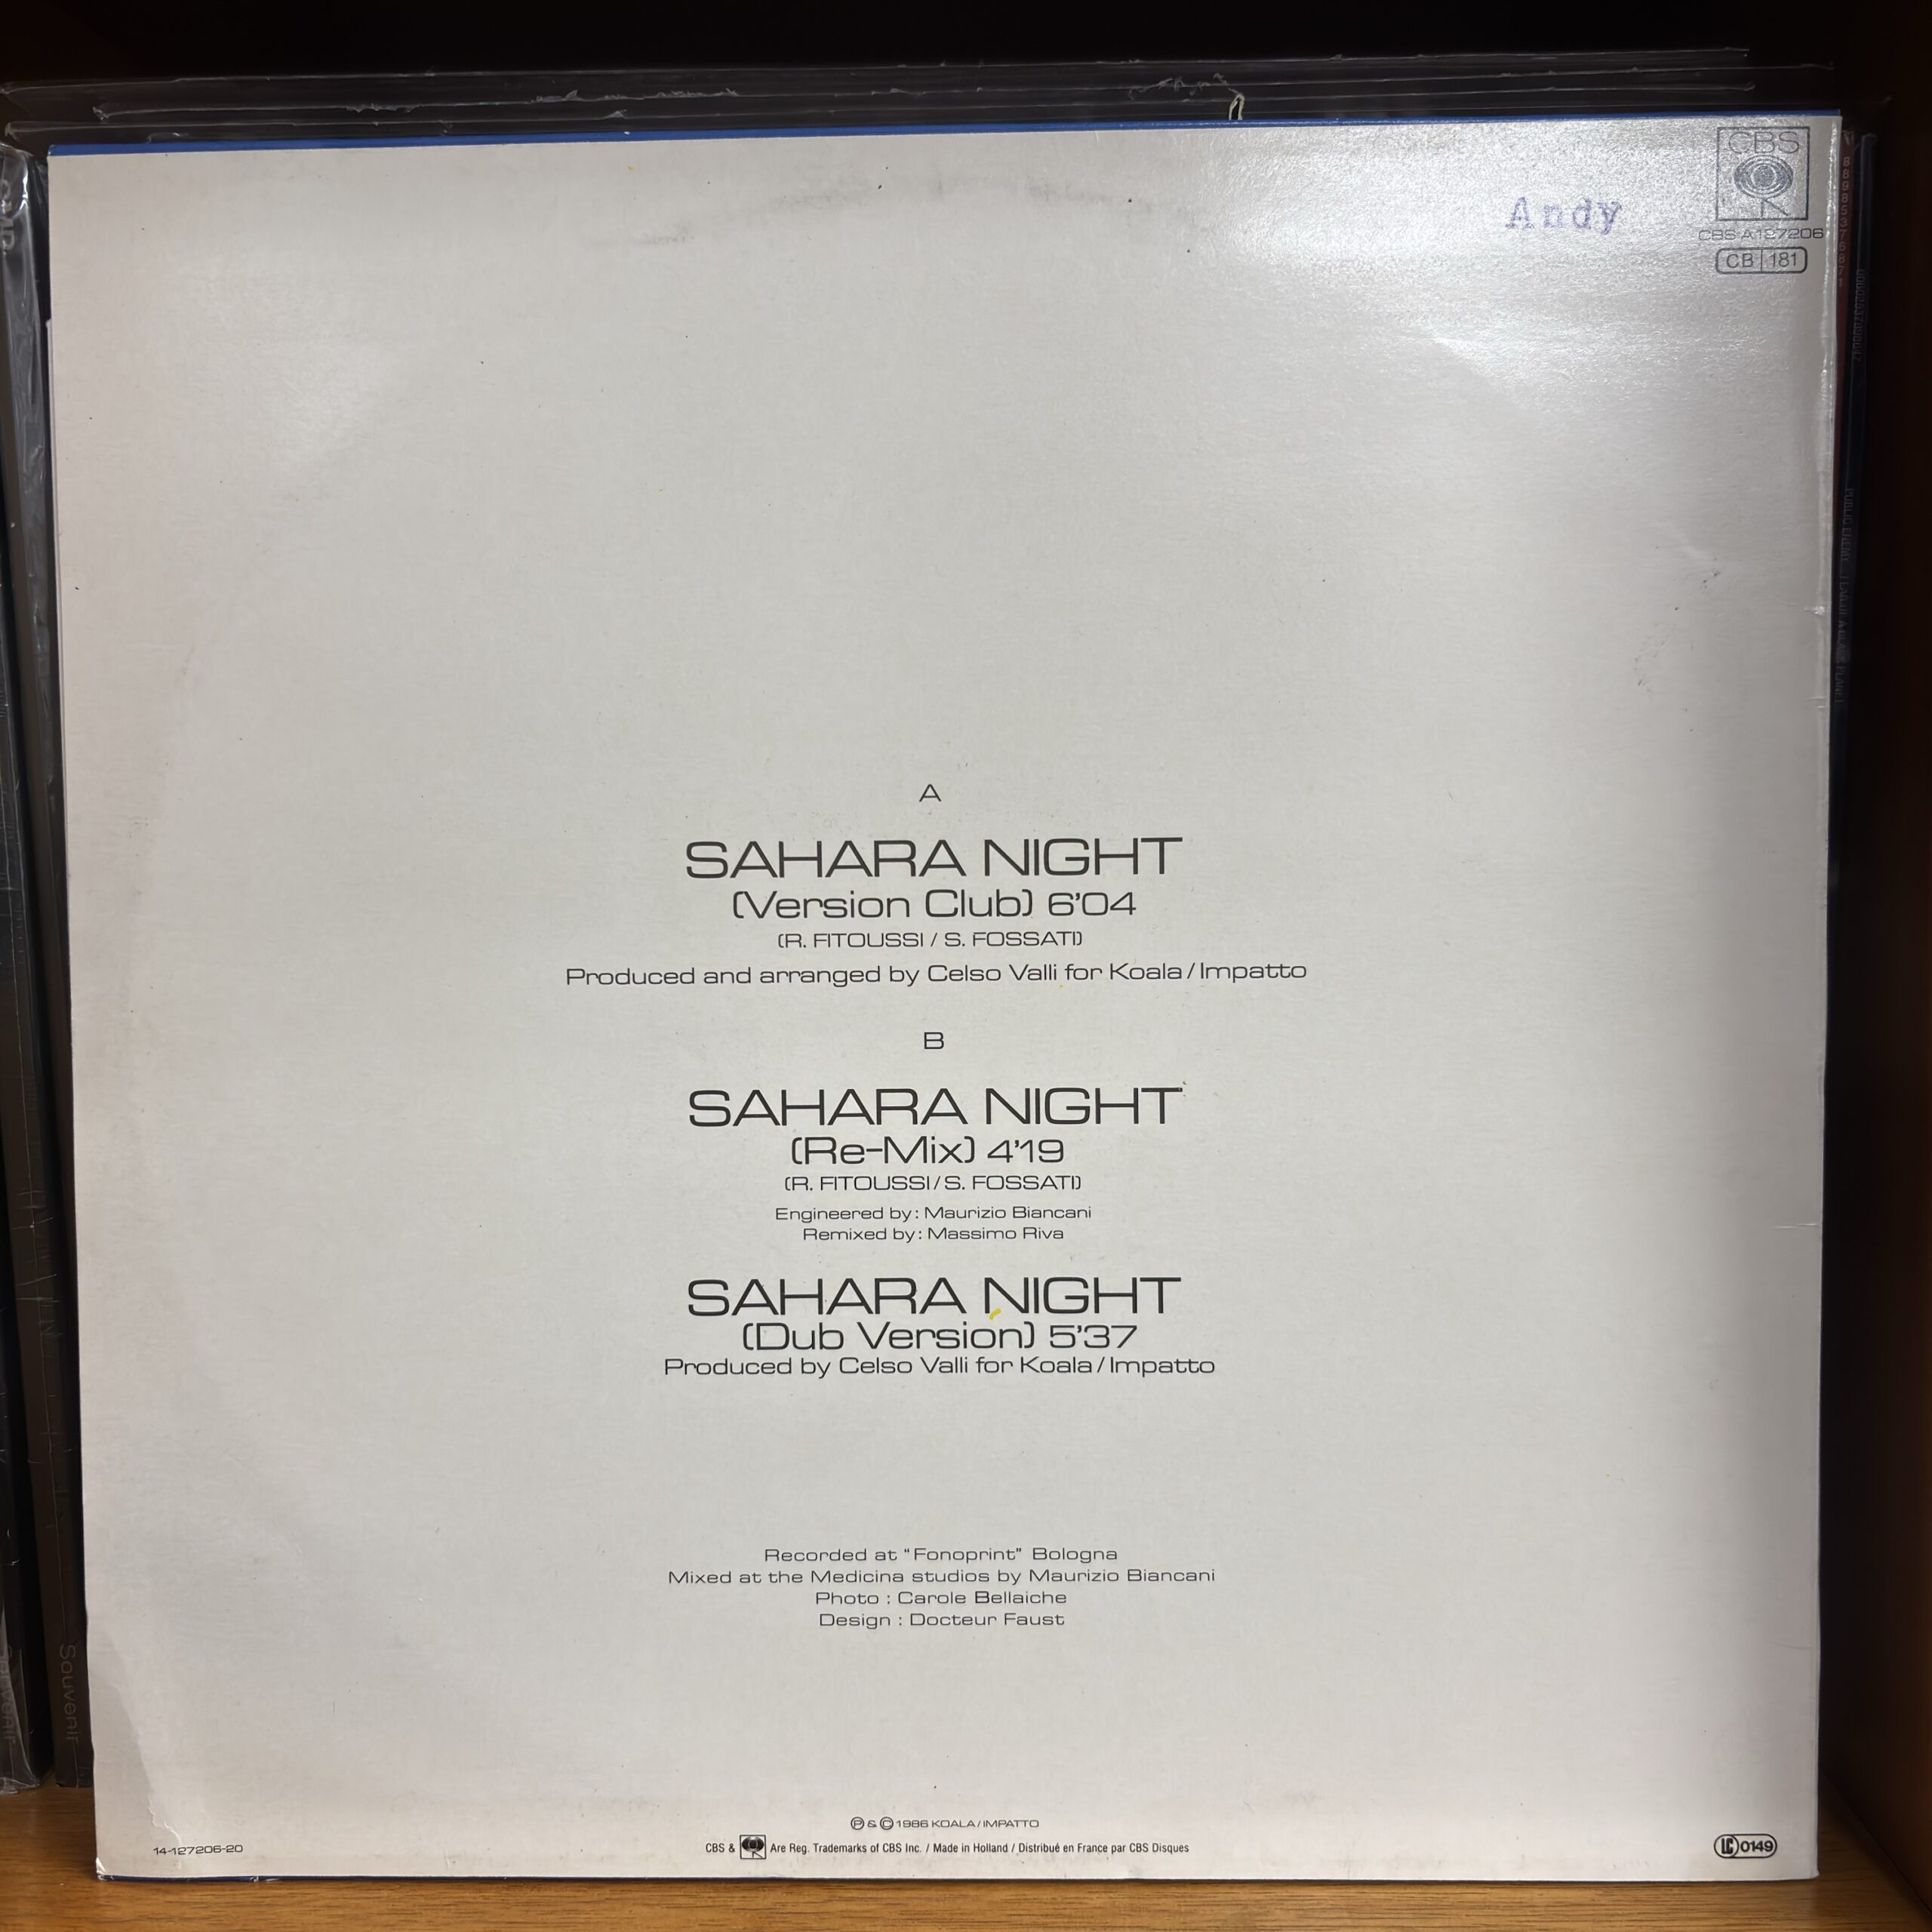 CBS
Andy
CBS A127206
CB 181
A
SAHARA NIGHT
(Version Club) 6'04
(R. FITOUSSI / S. FOSSATI)
Produced and arranged by Celso Valli for Koala / Impatto
B
SAHARA NIGHT
(Re-Mix) 4'19
(R. FITOUSSI / S. FOSSATI)
Engineered by : Maurizio Biancani
Remixed by : Massimo Riva
SAHARA NIGHT
(Dub Version) 5'37
Produced by Celso Valli for Koala / Impatto
Recorded at "Fonoprint" Bologna
Mixed at the Medicina studios by Maurizio Biancani
Photo : Carole Bellaiche
Design : Docteur Faust
Ⓟ & © 1986 KOALA / IMPATTO
CBS & Are Reg. Trademarks of CBS Inc. / Made in Holland / Distribué en France par CBS Disques
14-127206-20
LC 0149
Souvenir